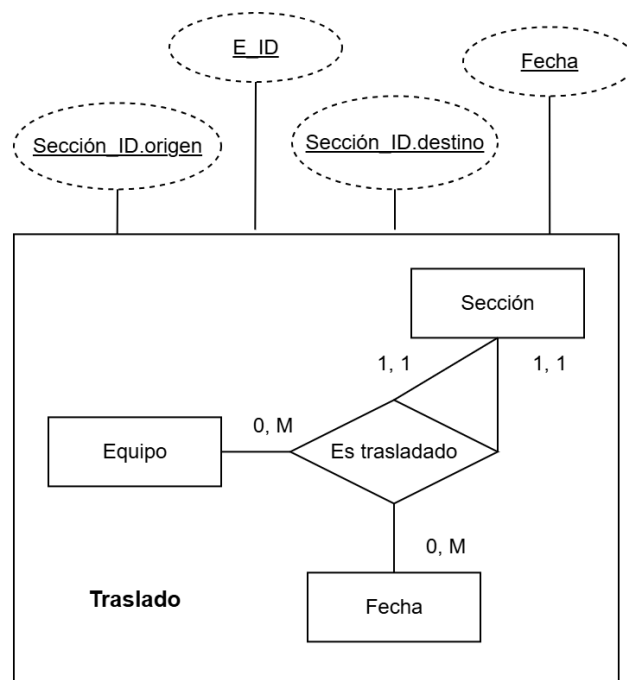 E_ID
Fecha
Sección_ID.origen
Sección_ID.destino
Sección
1, 1
1, 1
0, M
Equipo
Es trasladado
0, M
Traslado
Fecha